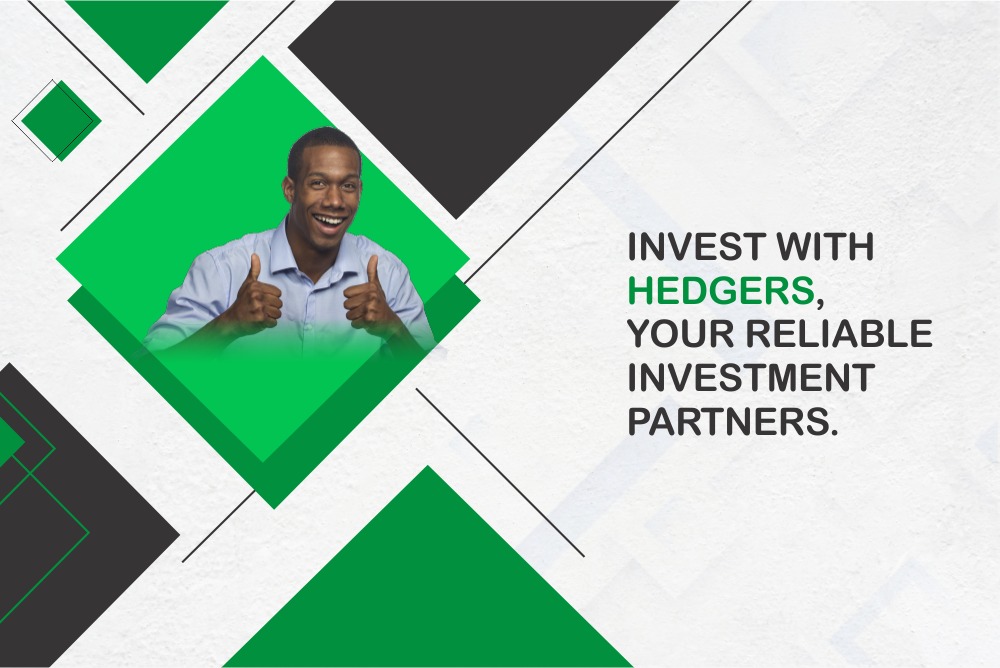 INVEST WITH
HEDGERS,
YOUR RELIABLE
INVESTMENT
PARTNERS.